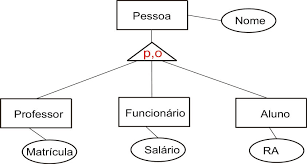 Pessoa
Nome
p,o
Professor
Funcionário
Aluno
Matrícula
Salário
RA